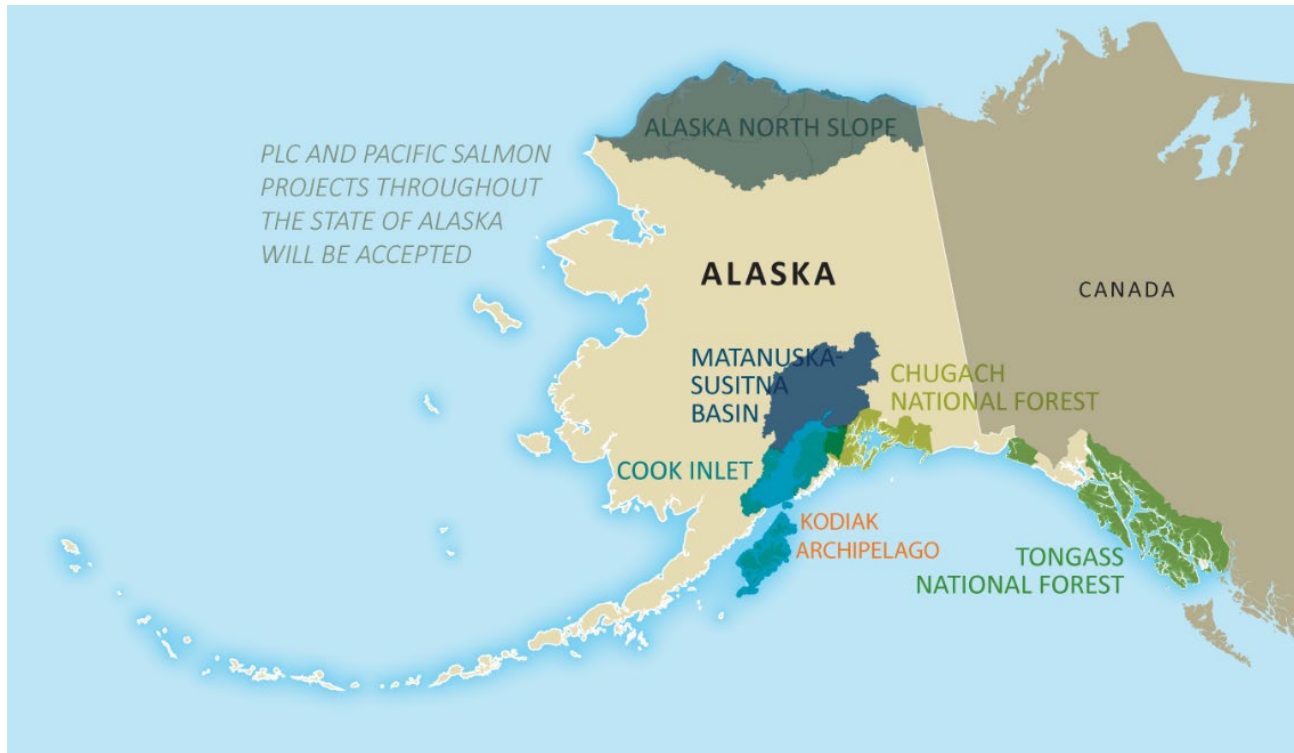 ALASKA NORTH SLOPE
PLC AND PACIFIC SALMON
PROJECTS THROUGHOUT
THE STATE OF ALASKA
WILL BE ACCEPTED
ALASKA
CANADA
MATANUSKA-
SUSITNA
BASIN
CHUGACH
NATIONAL FOREST
COOK INLET
KODIAK
ARCHIPELAGO
TONGASS
NATIONAL FOREST